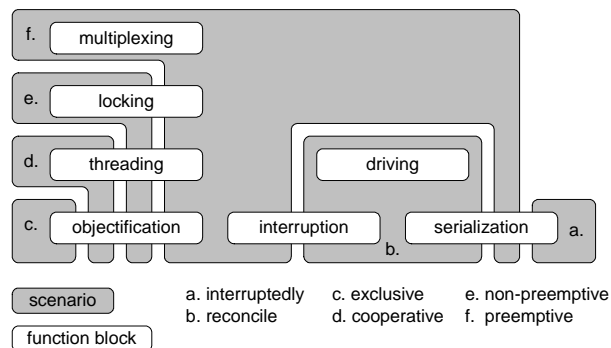 f. multiplexing
e. locking
d. threading driving
c. objectification interruption serialization a.
b.
scenario a. interruptedly c. exclusive e. non-preemptive
function block b. reconcile d. cooperative f. preemptive